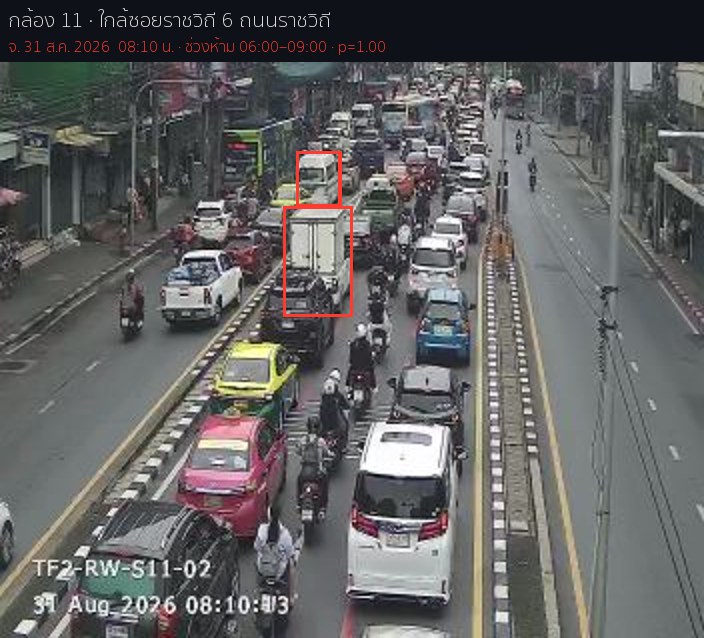 กล้อง 11 · ใกล้ซอยราชวิถี 6 ถนนราชวิถี
จ. 31 ส.ค. 2026 08:10 น. · ช่วงห้าม 06:00–09:00 · p=1.00
TF2-RW-S11-02
31 Aug 2026 08:10: